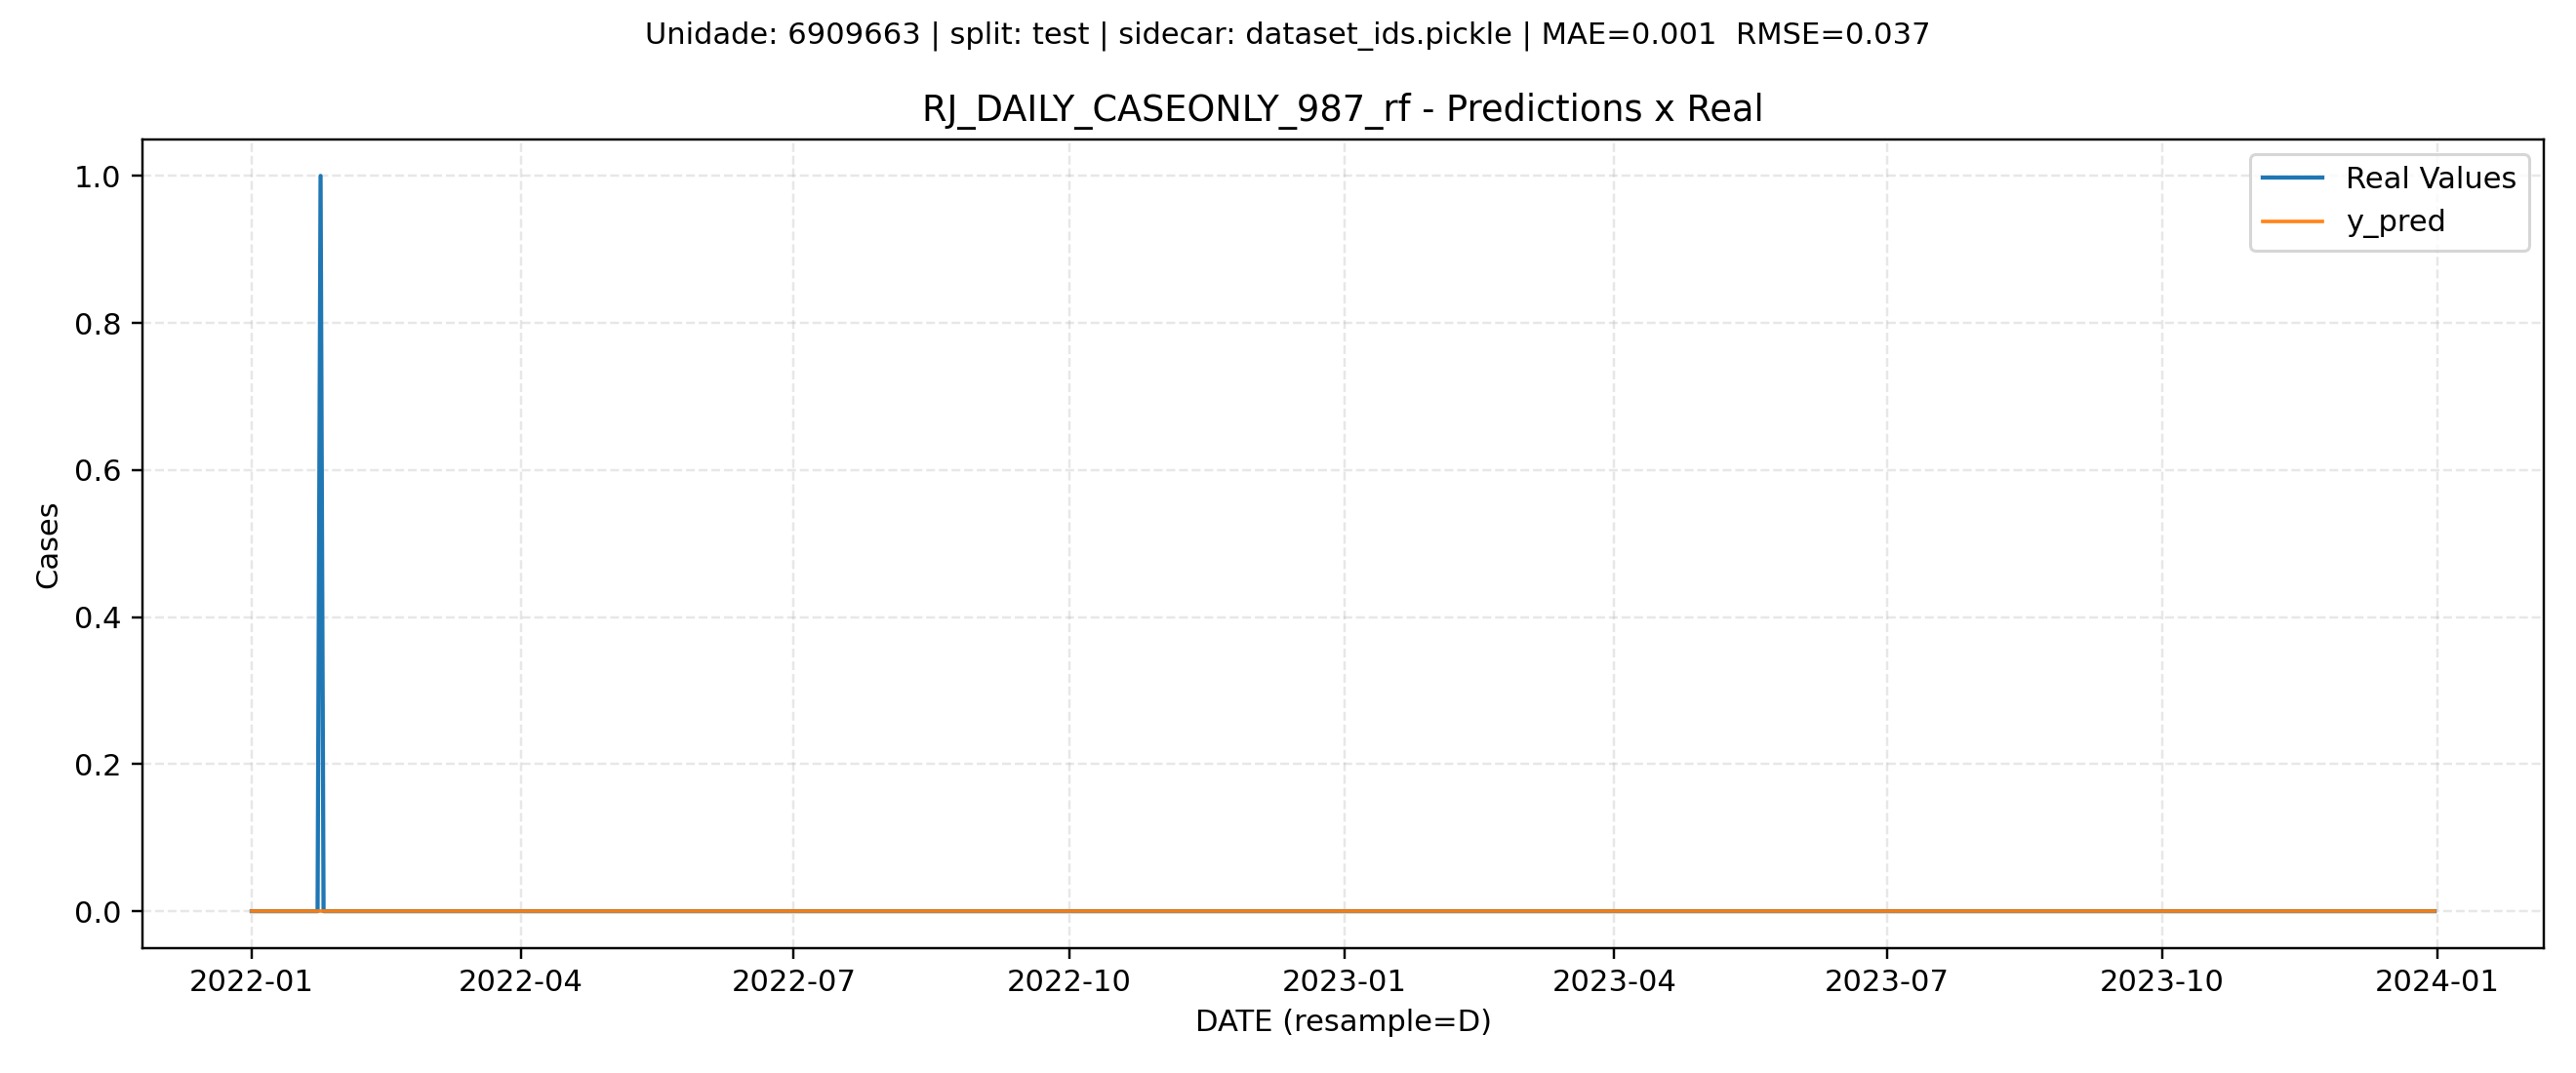 Unidade: 6909663 | split: test | sidecar: dataset_ids.pickle | MAE=0.001  RMSE=0.037
RJ_DAILY_CASEONLY_987_rf - Predictions x Real
Real Values
y_pred
1.0
0.8
0.6
0.4
0.2
0.0
Cases
2022-01 2022-04 2022-07 2022-10 2023-01 2023-04 2023-07 2023-10 2024-01
DATE (resample=D)